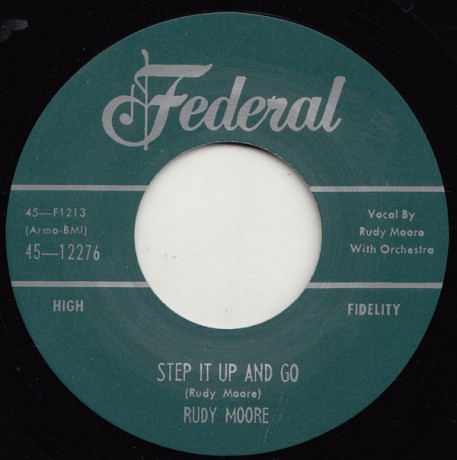 Federal
45—F1213
(Armo-BMI)
45—12276
Vocal By
Rudy Moore
With Orchestra
HIGH
FIDELITY
STEP IT UP AND GO
(Rudy Moore)
RUDY MOORE